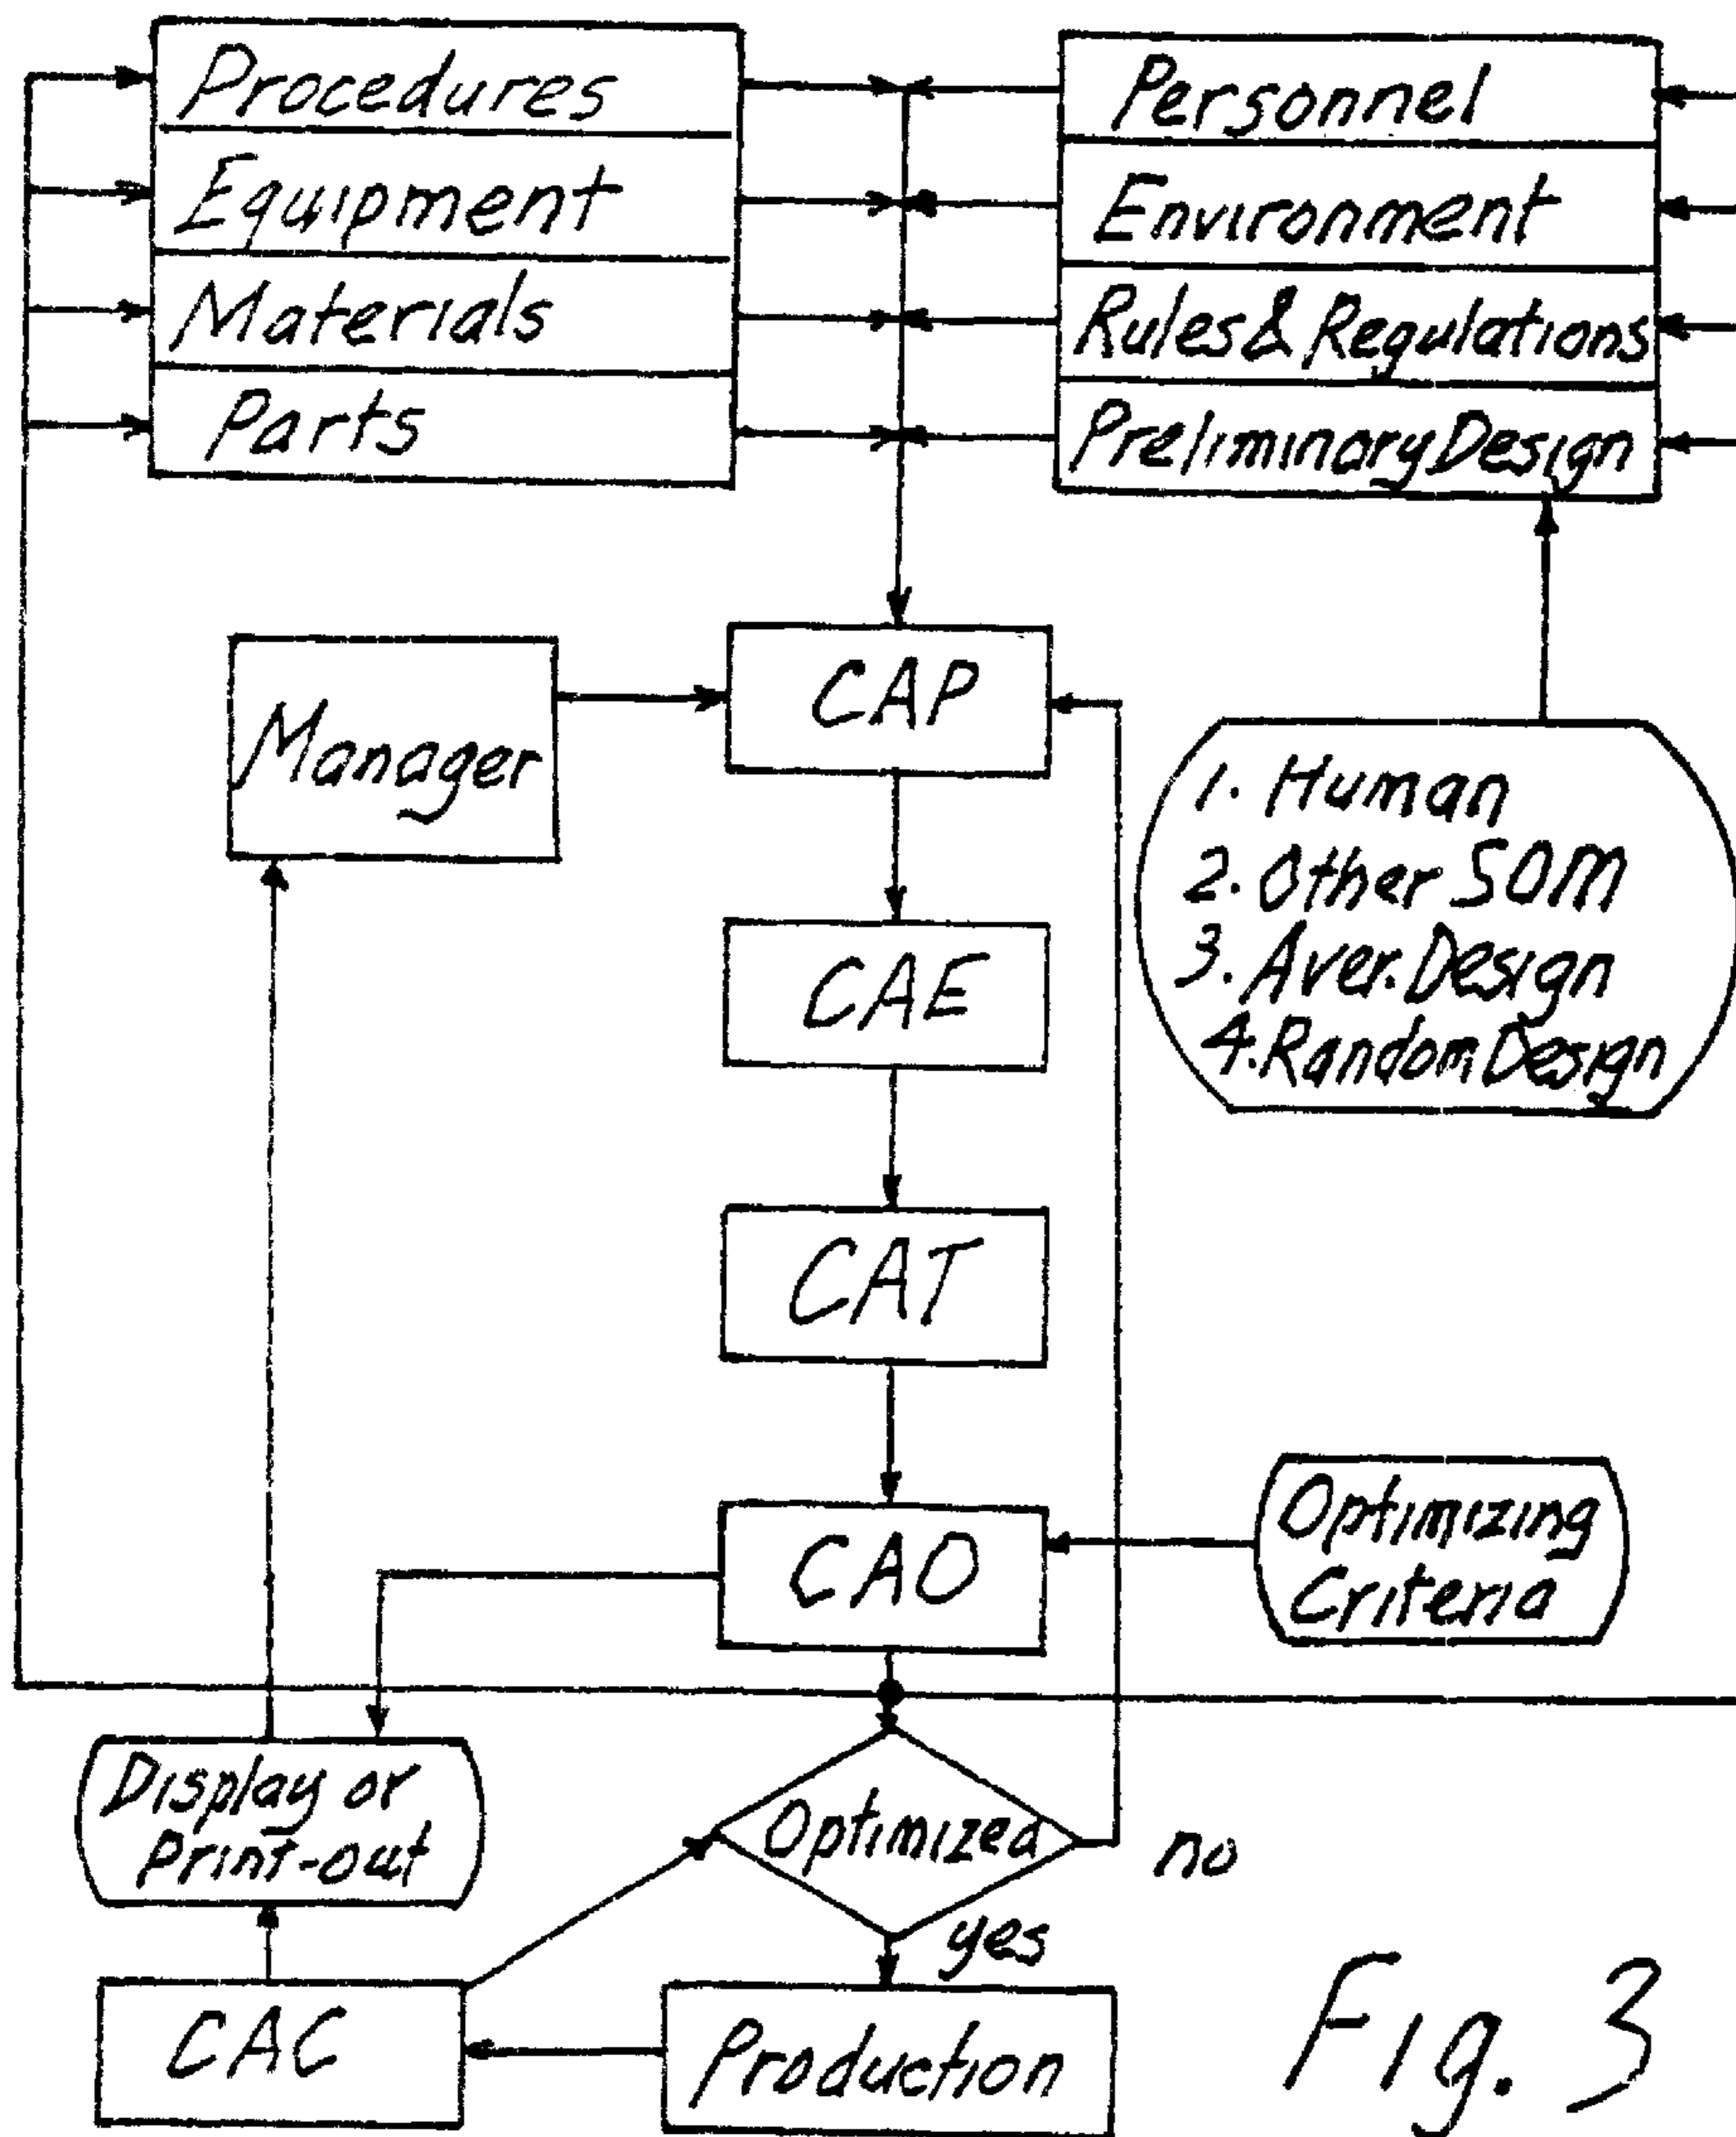 Procedures
Equipment
Materials
Parts
Personnel
Environment
Rules & Regulations
Preliminary Design
Manager
CAP
1. Human
2. Other SOM
3. Aver. Design
4. Random Design
CAE
CAT
CAO
Optimizing
Criteria
Display or
Print-out
Optimized
no
yes
CAC
Production
Fig. 3